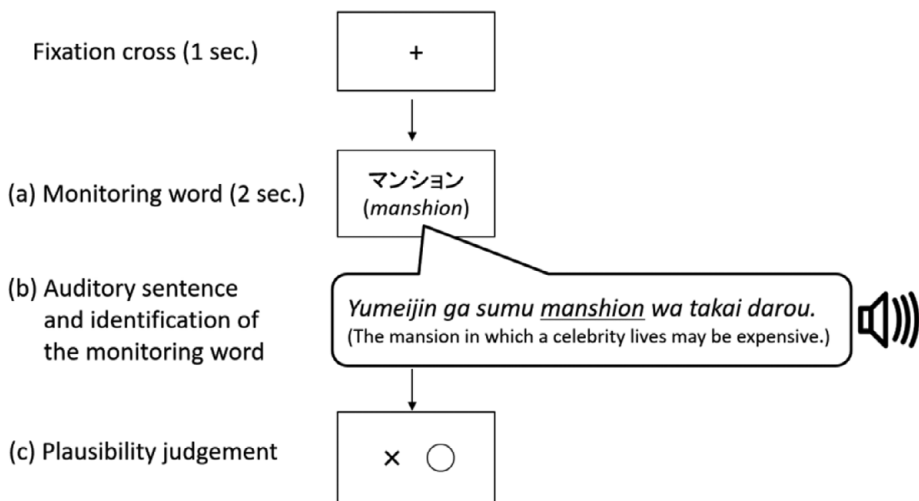 Fixation cross (1 sec.)
+
(a) Monitoring word (2 sec.)
マンション
(manshion)
(b) Auditory sentence
and identification of
the monitoring word
Yumeijin ga sumu manshion wa takai darou.
(The mansion in which a celebrity lives may be expensive.)
(c) Plausibility judgement
× ○